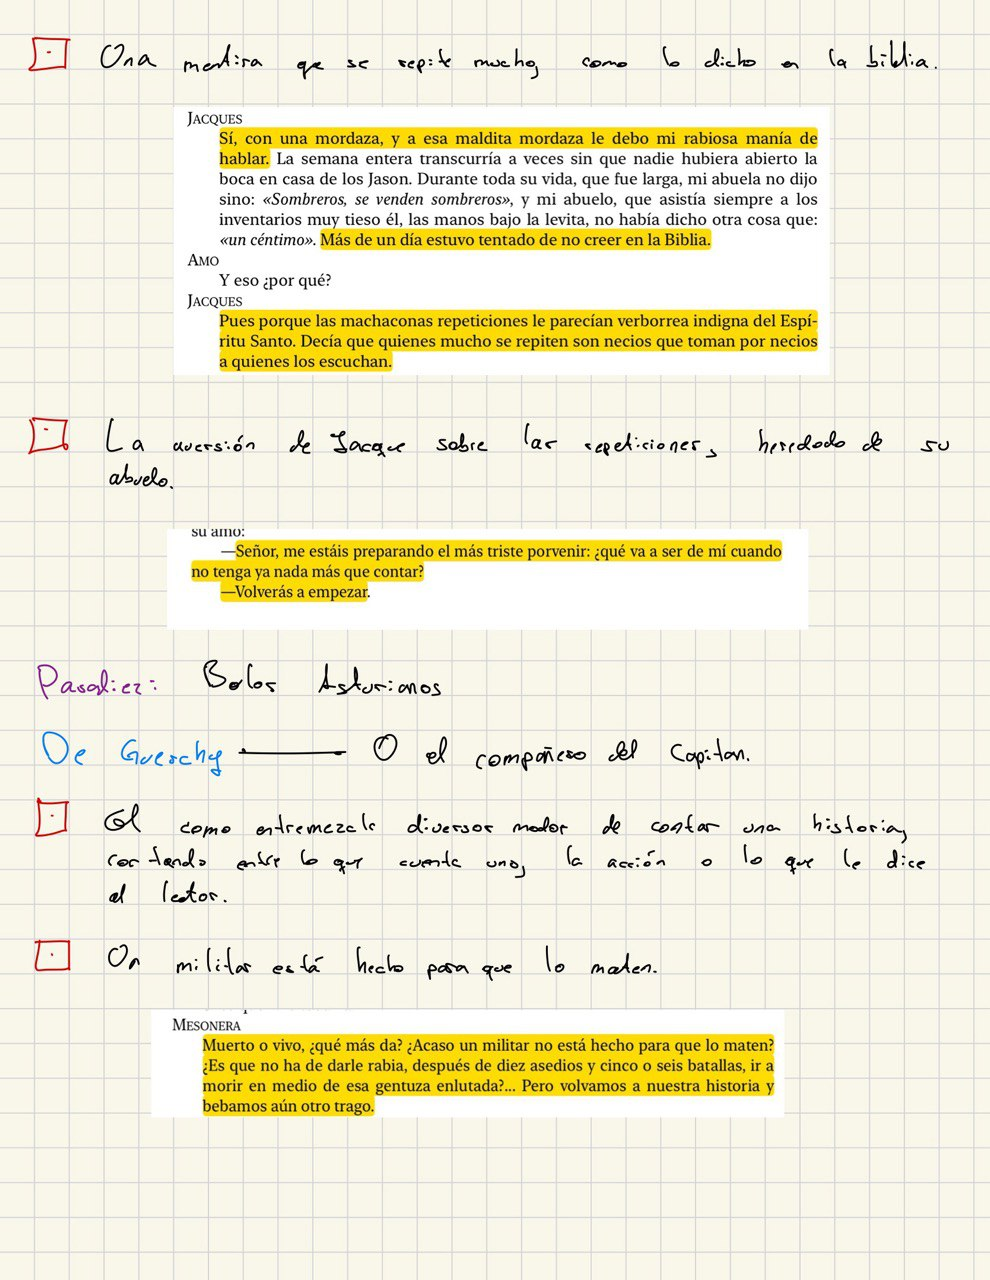 Una mentira que se repite mucho, como lo dicho en la biblia.
JACQUES
Sí, con una mordaza, y a esa maldita mordaza le debo mi rabiosa manía de
hablar. La semana entera transcurría a veces sin que nadie hubiera abierto la
boca en casa de los Jason. Durante toda su vida, que fue larga, mi abuela no dijo
sino: «Sombreros, se venden sombreros», y mi abuelo, que asistía siempre a los
inventarios muy tieso él, las manos bajo la levita, no había dicho otra cosa que:
«un céntimo». Más de un día estuvo tentado de no creer en la Biblia.
AMO
Y eso ¿por qué?
JACQUES
Pues porque las machaconas repeticiones le parecían verborrea indigna del Espí-
ritu Santo. Decía que quienes mucho se repiten son necios que toman por necios
a quienes los escuchan.
La aversión de Jacque sobre las repeticiones, heredado de su
abuelo.
su amo:
—Señor, me estáis preparando el más triste porvenir: ¿qué va a ser de mí cuando
no tenga ya nada más que contar?
—Volverás a empezar.
Pasadiez: Bolos Asturianos
De Guerchy — O el compañero del Capitan.
El como entremezcla diversos modos de contar una historia,
cortando entre lo que cuenta uno, la acción o lo que le dice
al lector.
Un militar está hecho para que lo maten.
MESONERA
Muerto o vivo, ¿qué más da? ¿Acaso un militar no está hecho para que lo maten?
¿Es que no ha de darle rabia, después de diez asedios y cinco o seis batallas, ir a
morir en medio de esa gentuza enlutada?... Pero volvamos a nuestra historia y
bebamos aún otro trago.